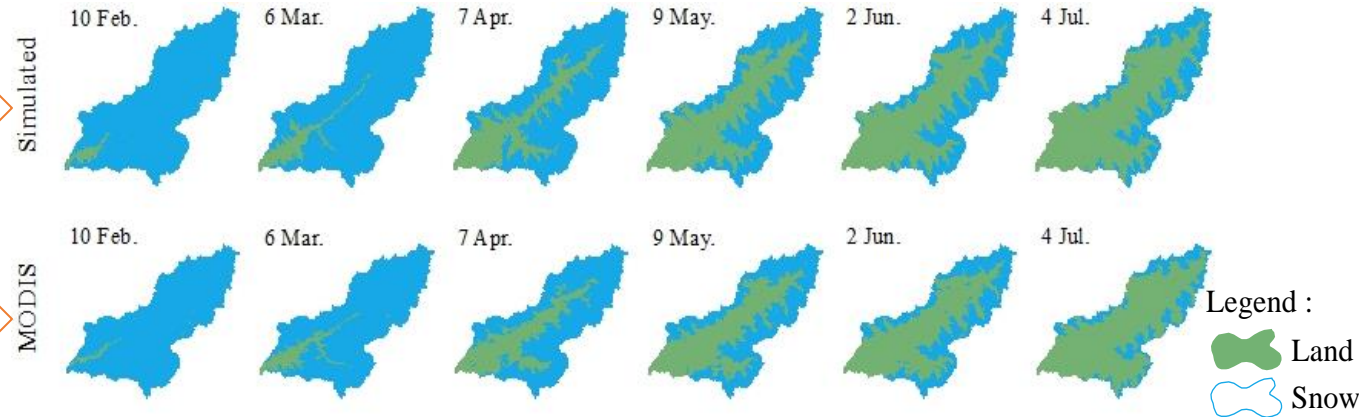 Simulated
10 Feb.
6 Mar.
7 Apr.
9 May.
2 Jun.
4 Jul.
MODIS
10 Feb.
6 Mar.
7 Apr.
9 May.
2 Jun.
4 Jul.
Legend :
Land
Snow